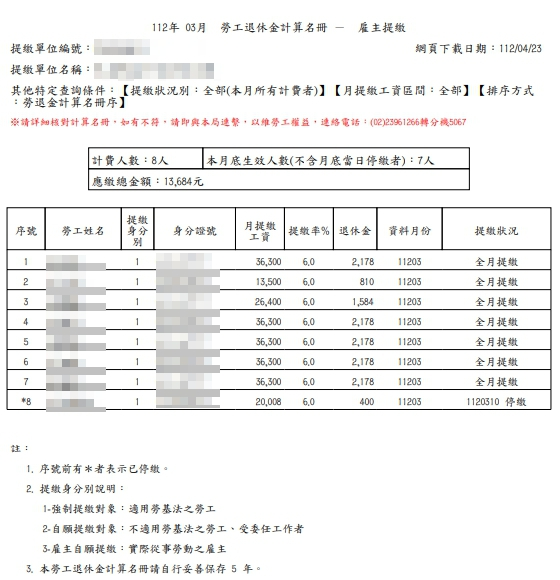 112年 03月　勞工退休金計算名冊 － 雇主提繳
提繳單位編號：
網頁下載日期：112/04/23
提繳單位名稱：
其他特定查詢條件：【提繳狀況別：全部(本月所有計費者)】【月提繳工資區間：全部】【排序方式
：勞退金計算名冊序】
※請詳細核對計算名冊，如有不符，請即與本局連繫，以維勞工權益，連絡電話：(02)23961266轉分機5067
計費人數：8人 本月底生效人數(不含月底當日停繳者)：7人
應繳總金額：13,684元
序號 勞工姓名 提繳身分別 身分證號 月提繳工資 提繳率% 退休金 資料月份 提繳狀況
1 1 36,300 6.0 2,178 11203 全月提繳
2 1 13,500 6.0 810 11203 全月提繳
3 1 26,400 6.0 1,584 11203 全月提繳
4 1 36,300 6.0 2,178 11203 全月提繳
5 1 36,300 6.0 2,178 11203 全月提繳
6 1 36,300 6.0 2,178 11203 全月提繳
7 1 36,300 6.0 2,178 11203 全月提繳
*8 1 20,008 6.0 400 11203 1120310 停繳
註：
1. 序號前有＊者表示已停繳。
2. 提繳身分別說明：
1-強制提繳對象：適用勞基法之勞工
2-自願提繳對象：不適用勞基法之勞工、受委任工作者
3-雇主自願提繳：實際從事勞動之雇主
3. 本勞工退休金計算名冊請自行妥善保存 5 年。